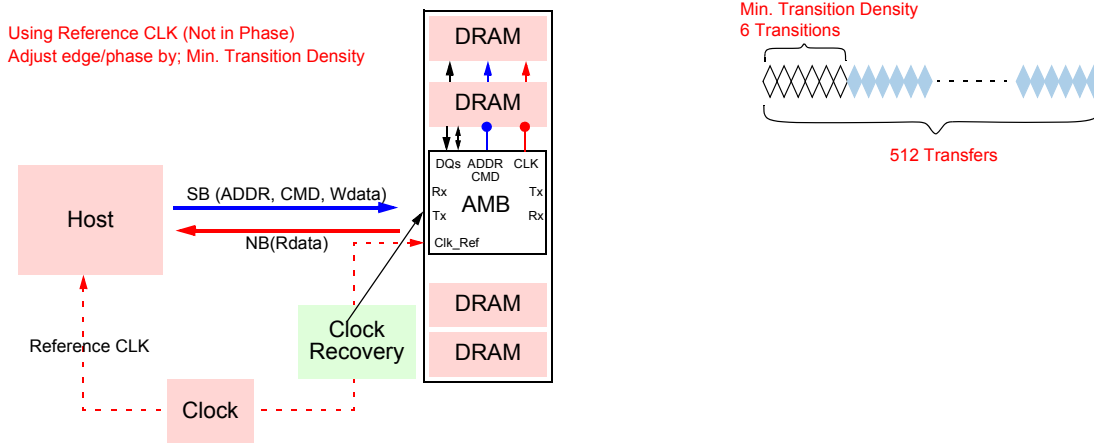 Using Reference CLK (Not in Phase)
Adjust edge/phase by; Min. Transition Density
Min. Transition Density
6 Transitions
512 Transfers
DRAM
DRAM
DQs ADDR CLK
CMD
Rx Tx
AMB
Tx Rx
Clk_Ref
SB (ADDR, CMD, Wdata)
Host
NB(Rdata)
DRAM
Clock
Recovery
Reference CLK
DRAM
Clock